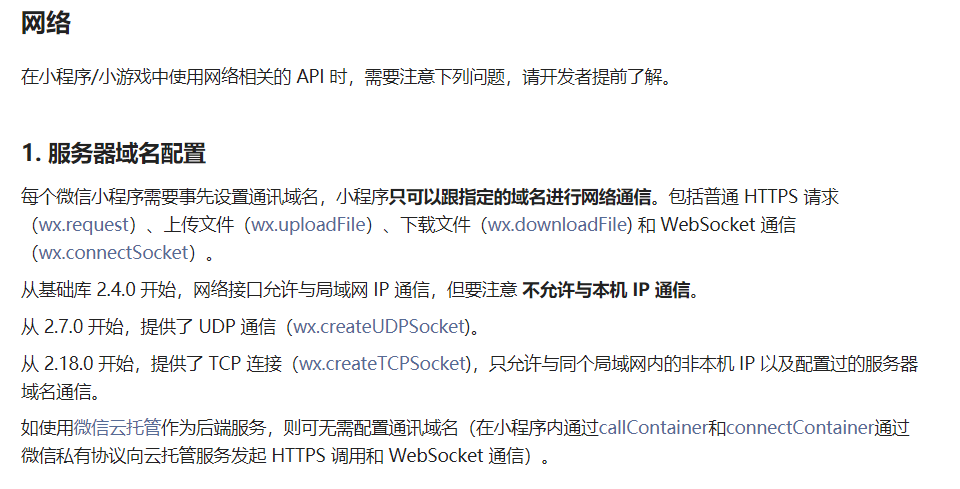 网络
在小程序/小游戏中使用网络相关的 API 时，需要注意下列问题，请开发者提前了解。
1. 服务器域名配置
每个微信小程序需要事先设置通讯域名，小程序只可以跟指定的域名进行网络通信。包括普通 HTTPS 请求
（wx.request）、上传文件（wx.uploadFile）、下载文件（wx.downloadFile) 和 WebSocket 通信
（wx.connectSocket）。
从基础库 2.4.0 开始，网络接口允许与局域网 IP 通信，但要注意 不允许与本机 IP 通信。
从 2.7.0 开始，提供了 UDP 通信（wx.createUDPSocket)。
从 2.18.0 开始，提供了 TCP 连接（wx.createTCPSocket)，只允许与同个局域网内的非本机 IP 以及配置过的服务器
域名通信。
如使用微信云托管作为后端服务，则可无需配置通讯域名（在小程序内通过callContainer和connectContainer通过
微信私有协议向云托管服务发起 HTTPS 调用和 WebSocket 通信）。